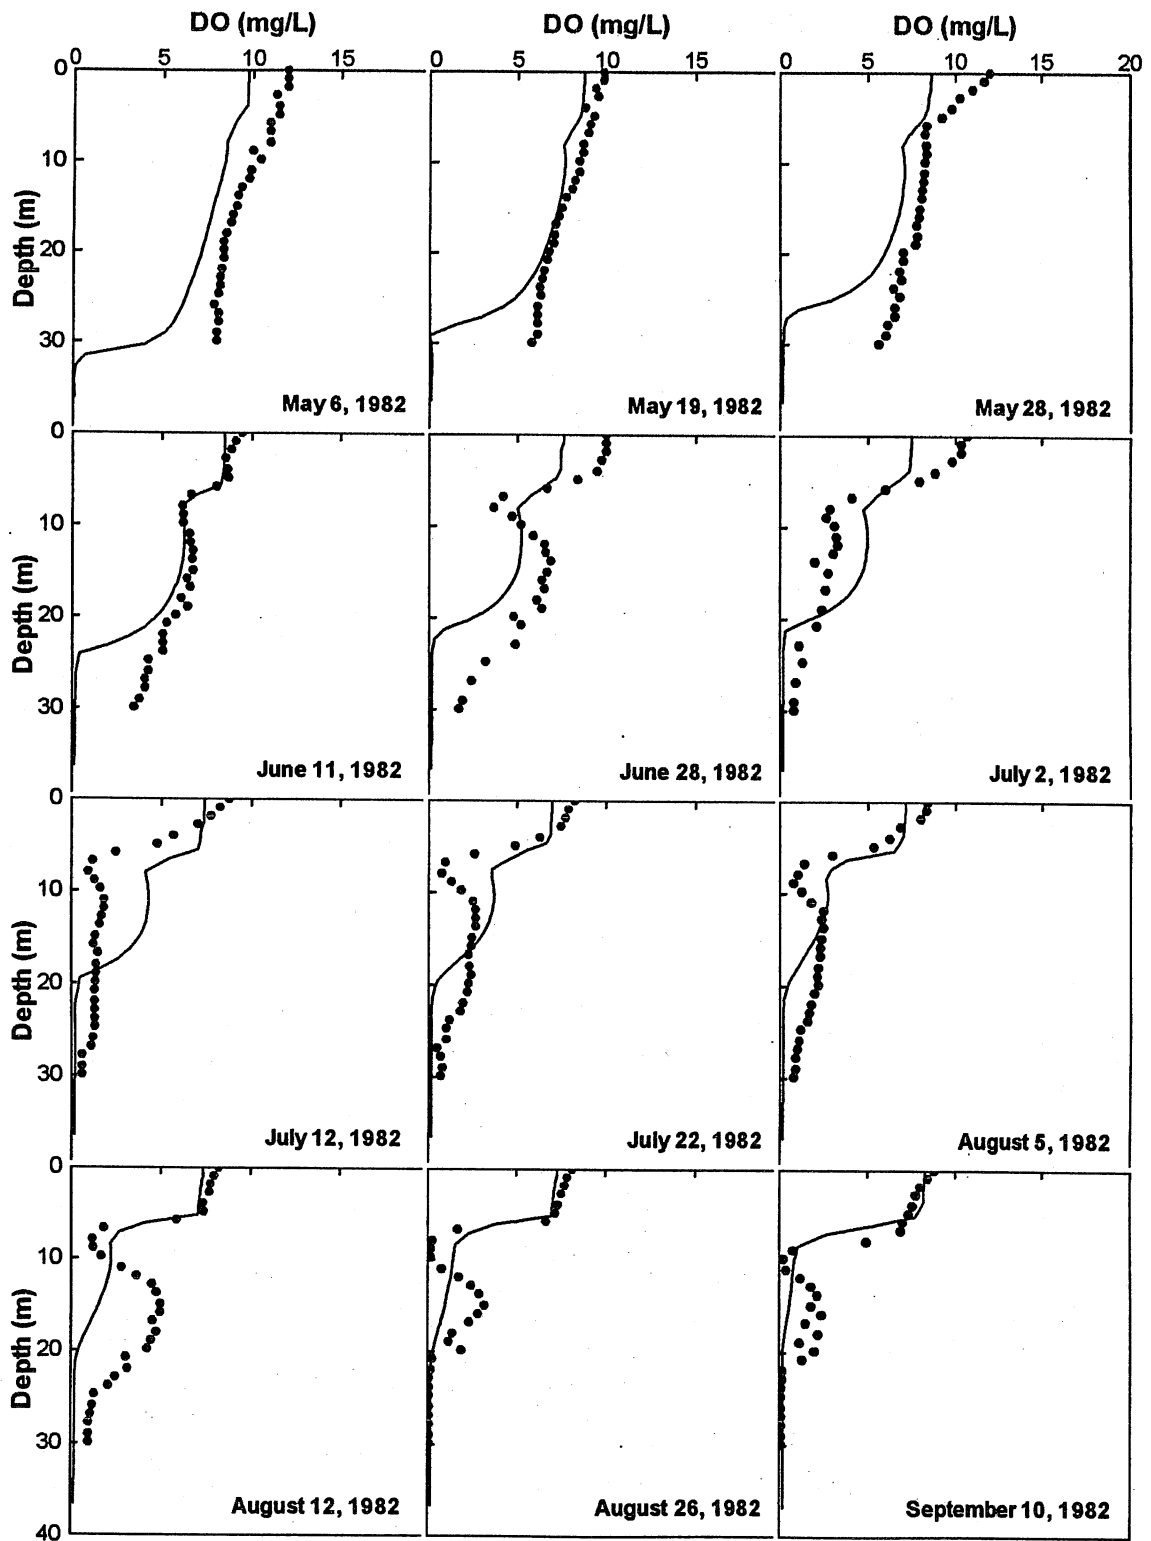 DO (mg/L) DO (mg/L) DO (mg/L)
0 5 10 15 0 5 10 15 0 5 10 15 20
0
10
20
30
Depth (m)
May 6, 1982 May 19, 1982 May 28, 1982
0
10
20
30
Depth (m)
June 11, 1982 June 28, 1982 July 2, 1982
0
10
20
30
Depth (m)
July 12, 1982 July 22, 1982 August 5, 1982
0
10
20
30
40
Depth (m)
August 12, 1982 August 26, 1982 September 10, 1982